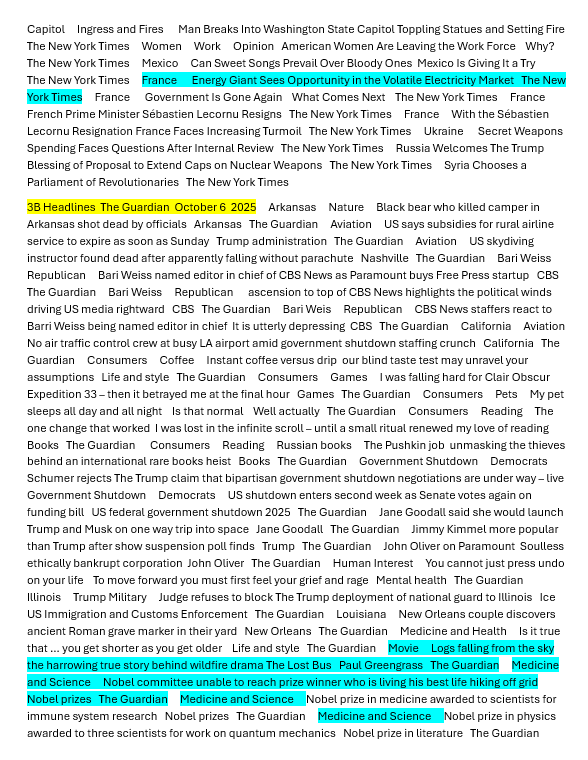 Capitol    Ingress and Fires    Man Breaks Into Washington State Capitol Toppling Statues and Setting Fire
The New York Times    Women    Work    Opinion   American Women Are Leaving the Work Force   Why?
The New York Times    Mexico    Can Sweet Songs Prevail Over Bloody Ones  Mexico Is Giving It a Try
The New York Times    France    Energy Giant Sees Opportunity in the Volatile Electricity Market   The New
York Times    France    Government Is Gone Again   What Comes Next   The New York Times    France
French Prime Minister Sébastien Lecornu Resigns   The New York Times    France    With the Sébastien
Lecornu Resignation France Faces Increasing Turmoil   The New York Times    Ukraine    Secret Weapons
Spending Faces Questions After Internal Review   The New York Times    Russia Welcomes The Trump
Blessing of Proposal to Extend Caps on Nuclear Weapons   The New York Times    Syria Chooses a
Parliament of Revolutionaries   The New York Times
3B Headlines  The Guardian  October 6  2025    Arkansas    Nature    Black bear who killed camper in
Arkansas shot dead by officials   Arkansas   The Guardian    Aviation    US says subsidies for rural airline
service to expire as soon as Sunday   Trump administration   The Guardian    Aviation    US skydiving
instructor found dead after apparently falling without parachute   Nashville   The Guardian    Bari Weiss
Republican    Bari Weiss named editor in chief of CBS News as Paramount buys Free Press startup   CBS
The Guardian    Bari Weiss    Republican    ascension to top of CBS News highlights the political winds
driving US media rightward   CBS   The Guardian    Bari Weis    Republican    CBS News staffers react to
Barri Weiss being named editor in chief  It is utterly depressing  CBS   The Guardian    California    Aviation
No air traffic control crew at busy LA airport amid government shutdown staffing crunch   California   The
Guardian    Consumers    Coffee    Instant coffee versus drip  our blind taste test may unravel your
assumptions   Life and style   The Guardian    Consumers    Games    I was falling hard for Clair Obscur
Expedition 33 – then it betrayed me at the final hour   Games   The Guardian    Consumers    Pets    My pet
sleeps all day and all night   Is that normal   Well actually   The Guardian    Consumers    Reading    The
one change that worked  I was lost in the infinite scroll – until a small ritual renewed my love of reading
Books   The Guardian    Consumers    Reading    Russian books    The Pushkin job  unmasking the thieves
behind an international rare books heist   Books   The Guardian    Government Shutdown    Democrats
Schumer rejects The Trump claim that bipartisan government shutdown negotiations are under way – live
Government Shutdown    Democrats    US shutdown enters second week as Senate votes again on
funding bill   US federal government shutdown 2025   The Guardian    Jane Goodall said she would launch
Trump and Musk on one way trip into space   Jane Goodall   The Guardian    Jimmy Kimmel more popular
than Trump after show suspension poll finds   Trump   The Guardian    John Oliver on Paramount  Soulless
ethically bankrupt corporation  John Oliver   The Guardian    Human Interest    You cannot just press undo
on your life   To move forward you must first feel your grief and rage   Mental health   The Guardian
Illinois    Trump Military    Judge refuses to block The Trump deployment of national guard to Illinois   Ice
US Immigration and Customs Enforcement   The Guardian    Louisiana    New Orleans couple discovers
ancient Roman grave marker in their yard   New Orleans   The Guardian    Medicine and Health    Is it true
that … you get shorter as you get older   Life and style   The Guardian    Movie    Logs falling from the sky
the harrowing true story behind wildfire drama The Lost Bus   Paul Greengrass   The Guardian    Medicine
and Science    Nobel committee unable to reach prize winner who is living his best life hiking off grid
Nobel prizes   The Guardian    Medicine and Science    Nobel prize in medicine awarded to scientists for
immune system research   Nobel prizes   The Guardian    Medicine and Science    Nobel prize in physics
awarded to three scientists for work on quantum mechanics   Nobel prize in literature   The Guardian